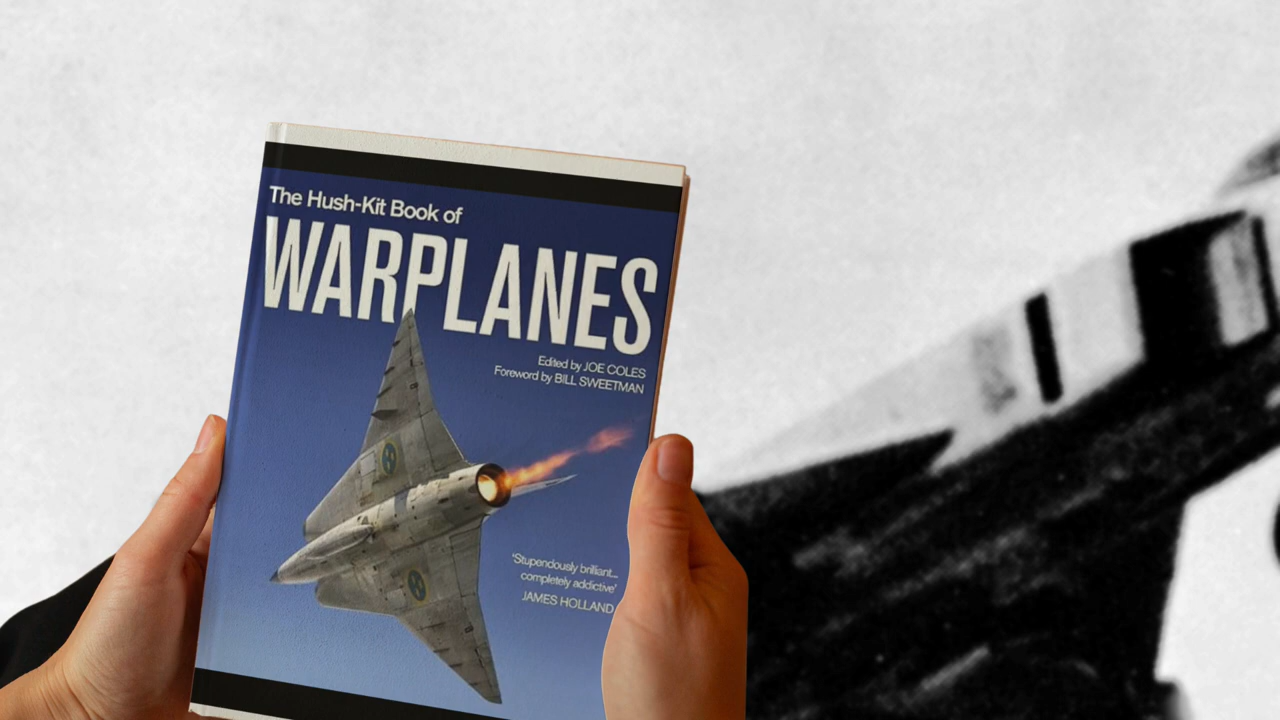 The Hush-Kit Book of
WARPLANES
Edited by JOE COLES
Foreword by BILL SWEETMAN
'Stupendously brilliant...
completely addictive'
JAMES HOLLAND